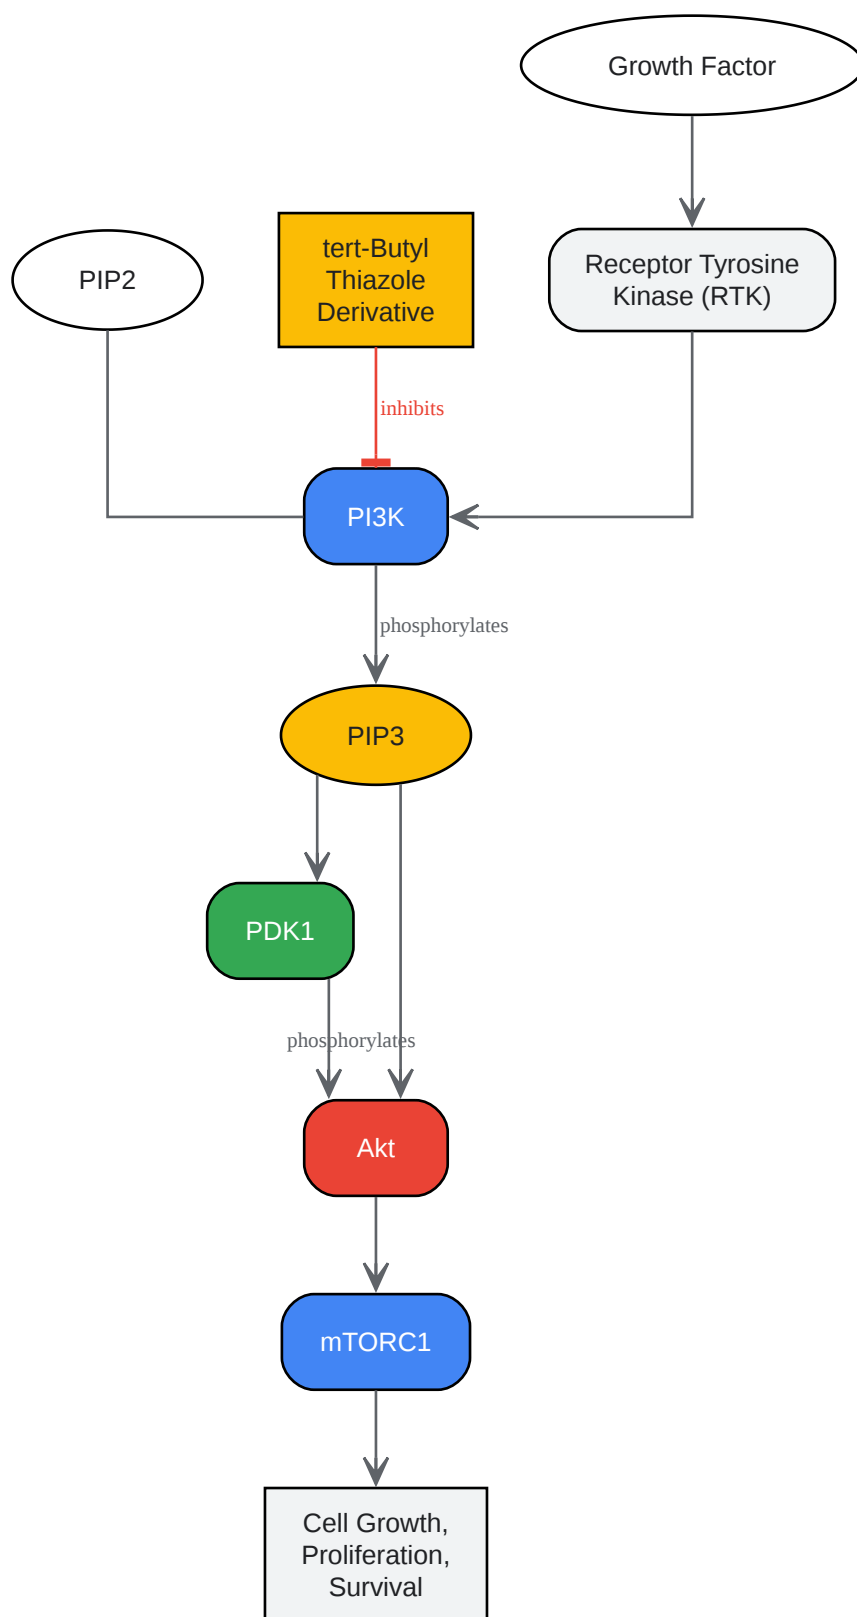 Growth Factor
PIP2
tert-Butyl
Thiazole
Derivative
Receptor Tyrosine
Kinase (RTK)
inhibits
PI3K
phosphorylates
PIP3
PDK1
phosphorylates
Akt
mTORC1
Cell Growth,
Proliferation,
Survival